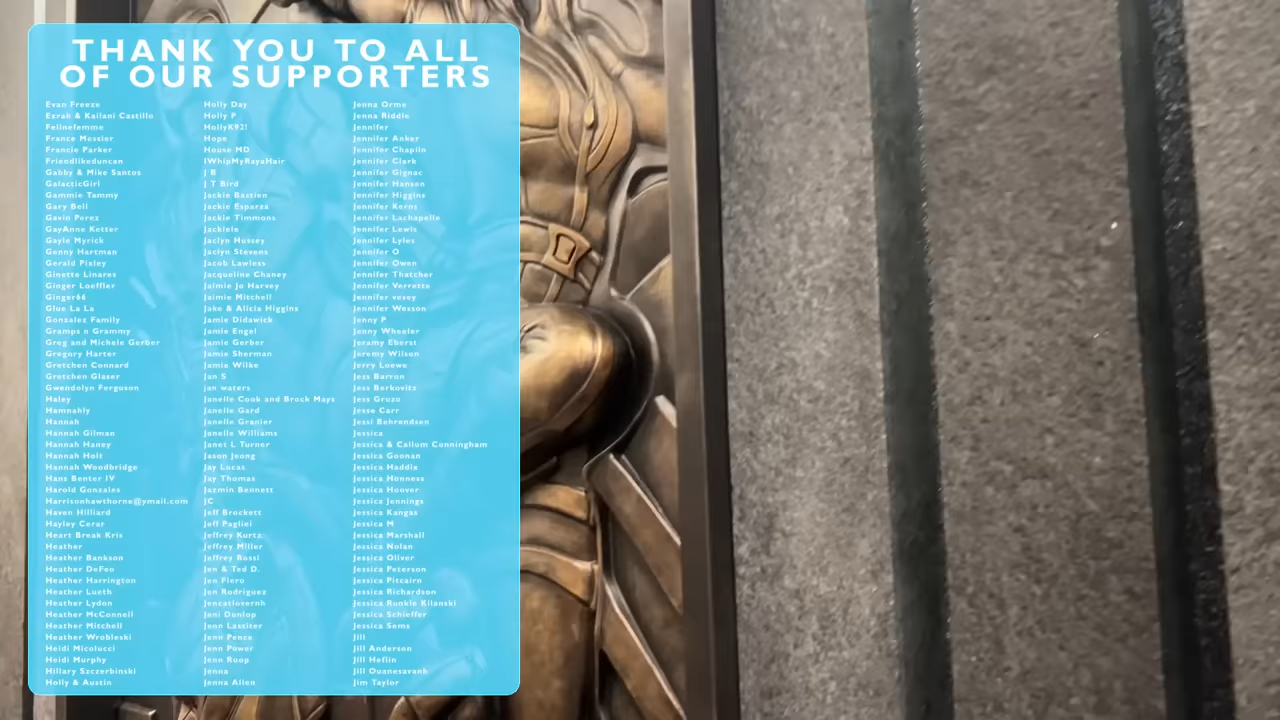 THANK YOU TO ALL
OF OUR SUPPORTERS
Evan Freeze
Ezrah & Kailani Castillo
Felinefemme
France Messier
Francie Parker
Friendlikeduncan
Gabby & Mike Santos
GalacticGirl
Gammie Tammy
Gary Bell
Gavin Perez
GayAnne Ketter
Gayle Myrick
Genny Hartman
Gerald Pixley
Ginette Linares
Ginger Loeffler
Ginger66
Glue La La
Gonzalez Family
Gramps n Grammy
Greg and Michele Gerber
Gregory Harter
Gretchen Connard
Gretchen Glaser
Gwendolyn Ferguson
Haley
Hamnahly
Hannah
Hannah Gilman
Hannah Haney
Hannah Holt
Hannah Woodbridge
Hans Benter IV
Harold Gonzales
Harrisonhawthorne@ymail.com
Haven Hilliard
Hayley Cerar
Heart Break Kris
Heather
Heather Bankson
Heather DeFeo
Heather Harrington
Heather Lueth
Heather Lydon
Heather McConnell
Heather Mitchell
Heather Wrobleski
Heidi Micolucci
Heidi Murphy
Hillary Szczerbinski
Holly & Austin
Holly Day
Holly P
HollyK92!
Hope
House MD
IWhipMyRayaHair
J B
J T Bird
Jackie Bastien
Jackie Esparza
Jackie Timmons
Jacklele
Jaclyn Hussey
Jaclyn Stevens
Jacob Lawless
Jacqueline Chaney
Jaimie Jo Harvey
Jaimie Mitchell
Jake & Alicia Higgins
Jamie Didawick
Jamie Engel
Jamie Gerber
Jamie Sherman
Jamie Wilke
Jan S
jan waters
Janelle Cook and Brock Mays
Janelle Gard
Janelle Granier
Janelle Williams
Janet L Turner
Jason Jeong
Jay Lucas
Jay Thomas
Jazmin Bennett
JC
Jeff Brockett
Jeff Pagliei
Jeffrey Kurtz
Jeffrey Miller
Jeffrey Rossi
Jen & Ted D.
Jen Fiero
Jen Rodriguez
Jencatlovernh
Jeni Dunlop
Jenn Lassiter
Jenn Pence
Jenn Power
Jenn Ruop
Jenna
Jenna Allen
Jenna Orme
Jenna Riddle
Jennifer
Jennifer Anker
Jennifer Chaplin
Jennifer Clark
Jennifer Gignac
Jennifer Hanson
Jennifer Higgins
Jennifer Kerns
Jennifer Lachapelle
Jennifer Lewis
Jennifer Lyles
Jennifer O
Jennifer Owen
Jennifer Thatcher
Jennifer Verrette
Jennifer vesey
Jennifer Wesson
Jenny P
Jenny Wheeler
Jeramy Eberst
Jeremy Wilson
Jerry Loewe
Jess Barron
Jess Berkovitz
Jess Gruzo
Jesse Carr
Jessi Behrendsen
Jessica
Jessica & Callum Cunningham
Jessica Goonan
Jessica Haddix
Jessica Honness
Jessica Hoover
Jessica Jennings
Jessica Kangas
Jessica M
Jessica Marshall
Jessica Nolan
Jessica Oliver
Jessica Peterson
Jessica Pitcairn
Jessica Richardson
Jessica Runkle Kilanski
Jessica Schieffer
Jessica Soms
Jill
Jill Anderson
Jill Heflin
Jill Ouanesavanh
Jim Taylor